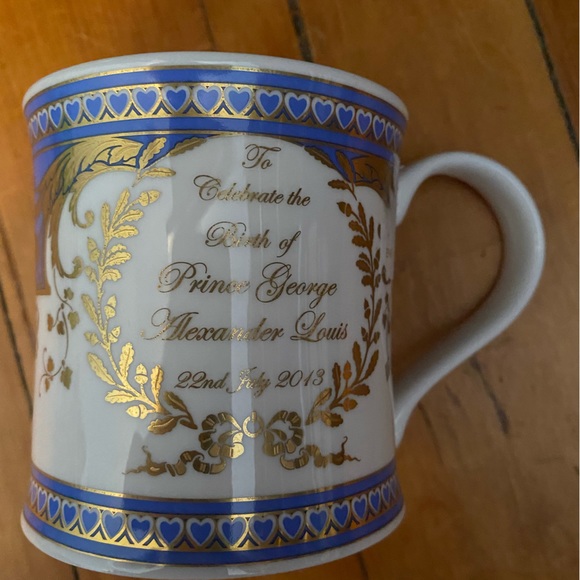 To
Celebrate the
Birth of
Prince George
Alexander Louis
22nd July 2013